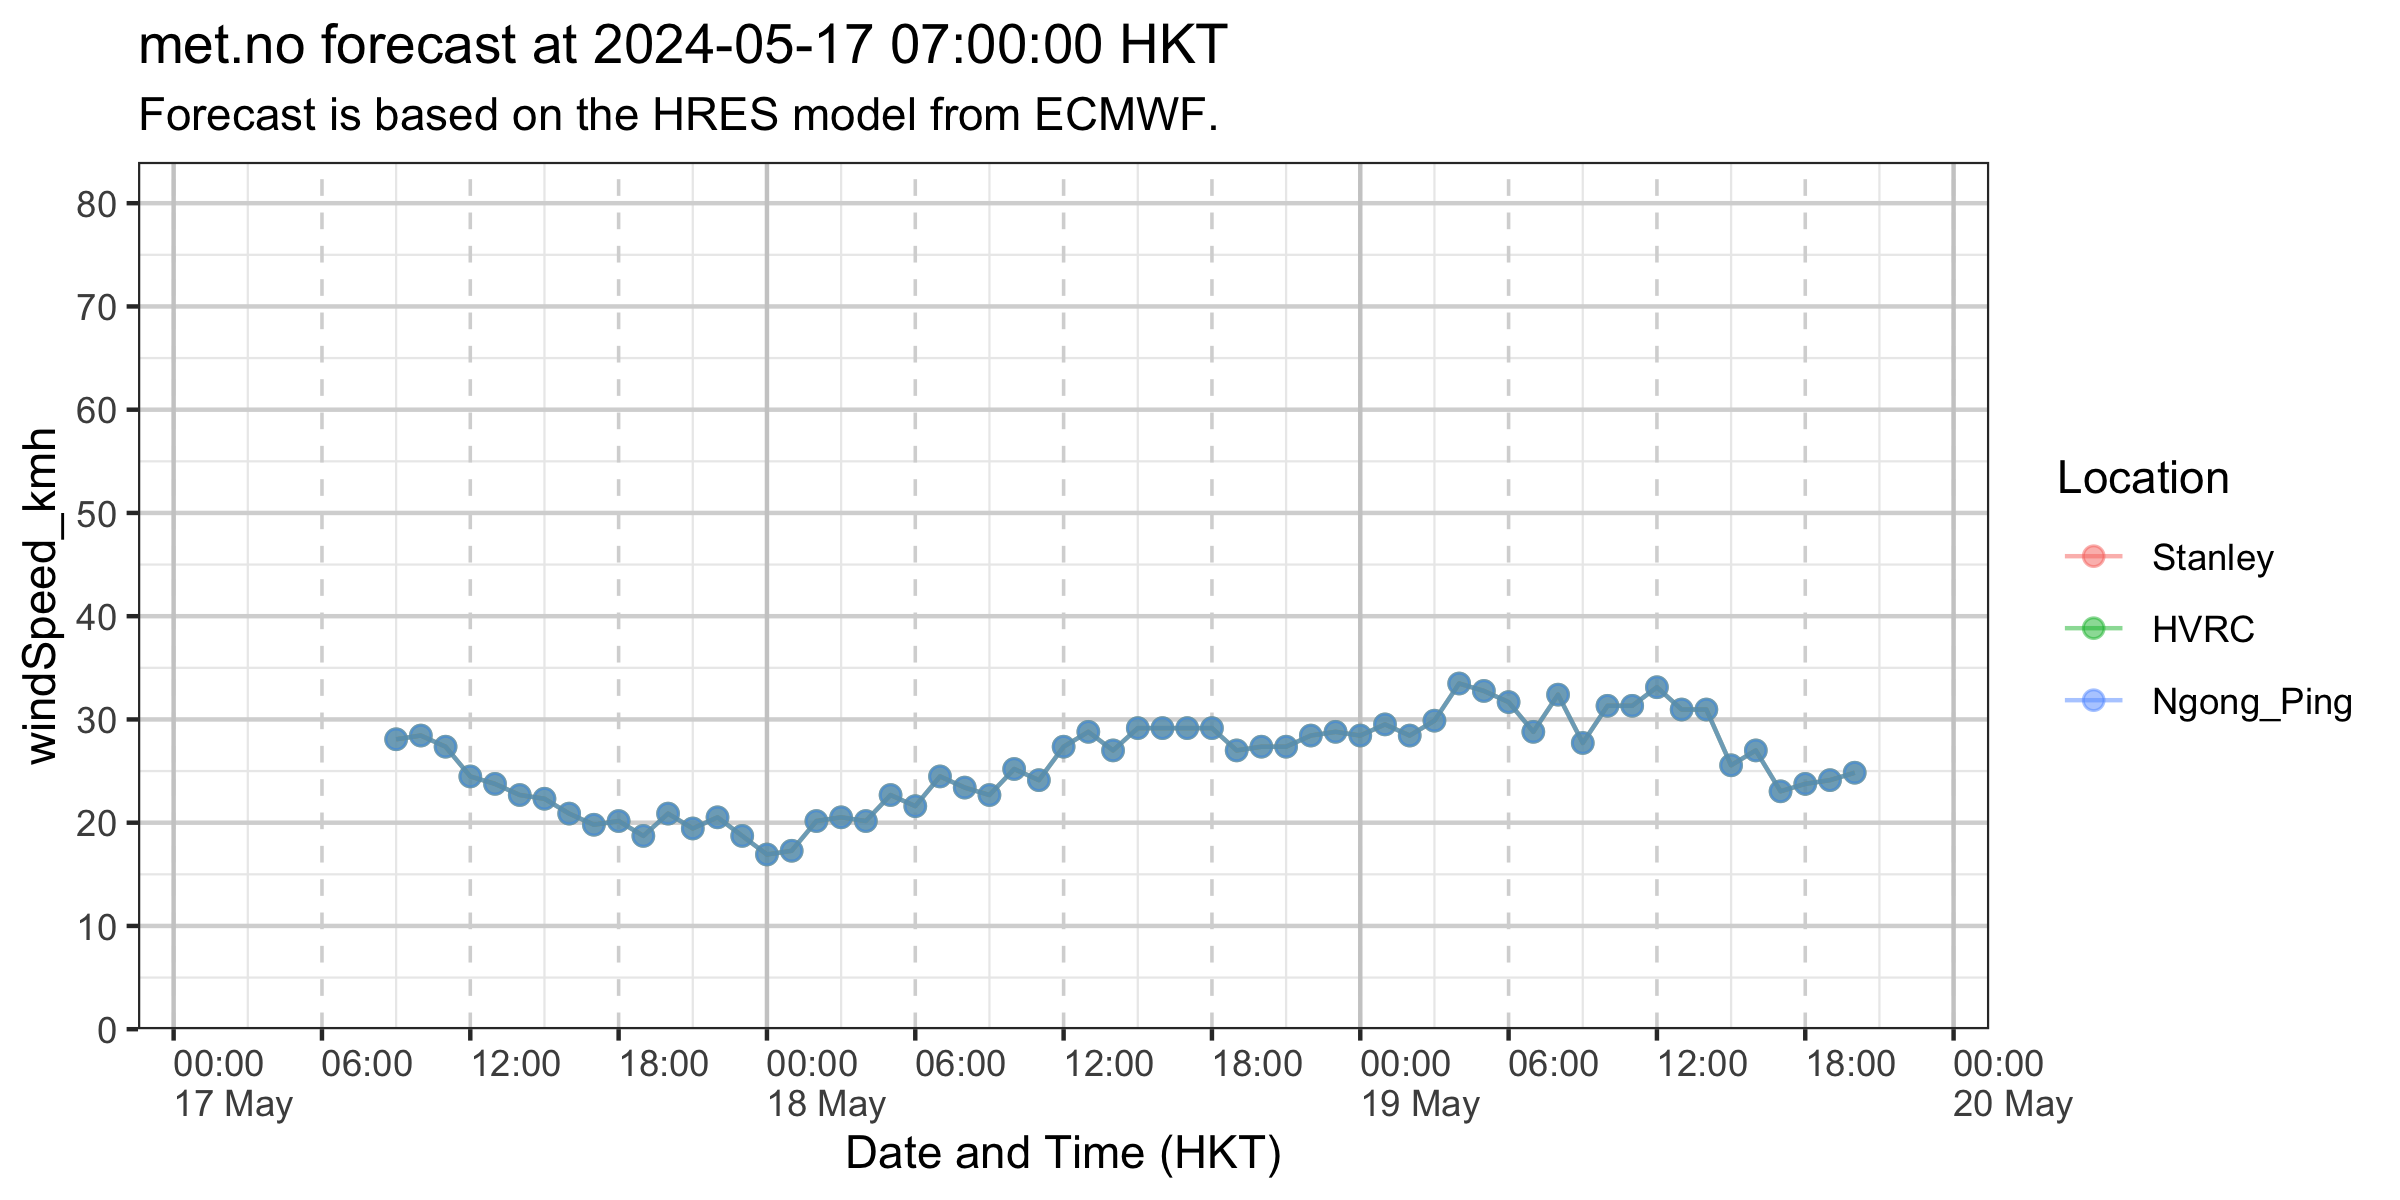 met.no forecast at 2024-05-17 07:00:00 HKT
Forecast is based on the HRES model from ECMWF.
windSpeed_kmh
80
70
60
50
40
30
20
10
0
00:00 06:00 12:00 18:00 00:00 06:00 12:00 18:00 00:00 06:00 12:00 18:00 00:00
17 May 18 May 19 May 20 May
Date and Time (HKT)
Location
Stanley
HVRC
Ngong_Ping